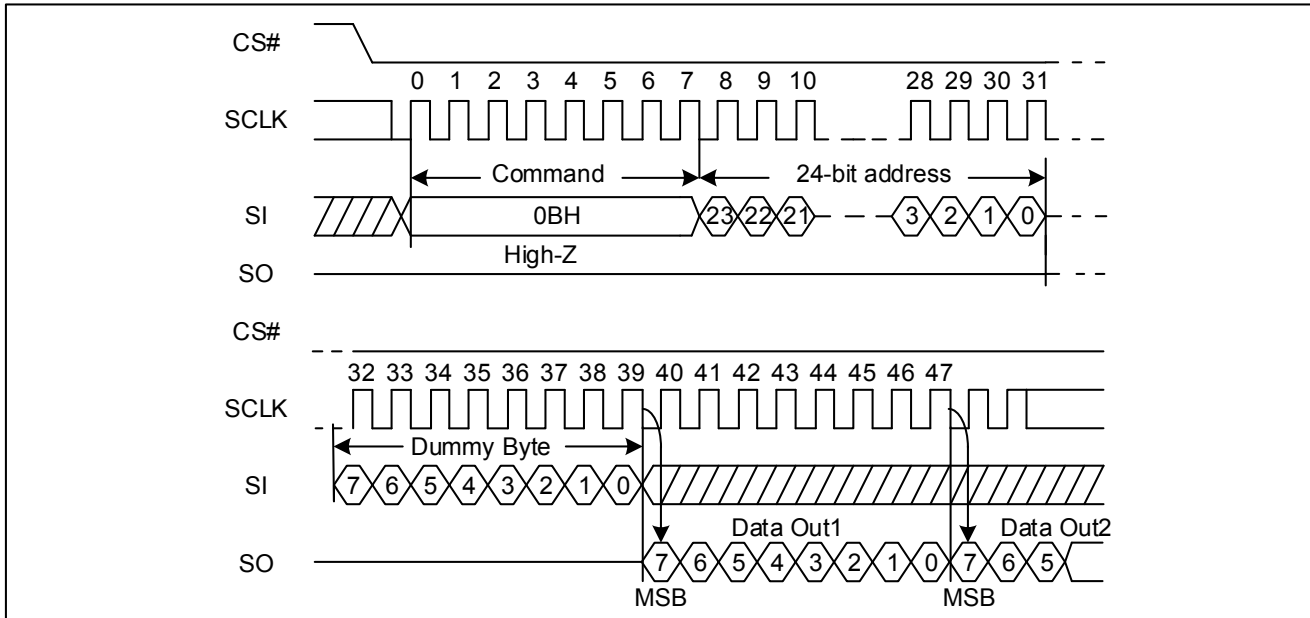 CS#
0 1 2 3 4 5 6 7 8 9 10 28 29 30 31
SCLK
Command 24-bit address
SI 0BH 23 22 21 3 2 1 0
High-Z
SO
CS#
32 33 34 35 36 37 38 39 40 41 42 43 44 45 46 47
SCLK
Dummy Byte
SI 7 6 5 4 3 2 1 0
Data Out1 Data Out2
SO 7 6 5 4 3 2 1 0 7 6 5
MSB MSB